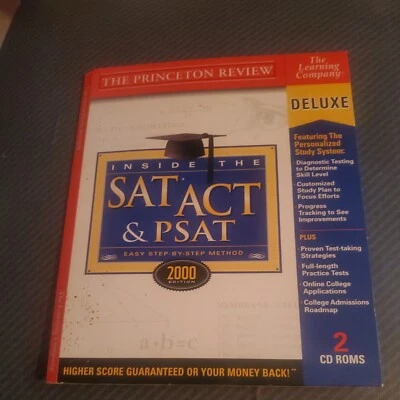 THE PRINCETON REVIEW
The
Learning
Company
DELUXE
Featuring The
Personalized
Study System:
Diagnostic Testing
to Determine
Skill Level
Customized
Study Plan to
Focus Efforts
Progress
Tracking to See
Improvements
PLUS
Proven Test-taking
Strategies
Full-length
Practice Tests
Online College
Applications
College Admissions
Roadmap
2
CD ROMS
INSIDE THE
SAT ACT
& PSAT
EASY STEP-BY-STEP METHOD
2000
EDITION
a·b=c
HIGHER SCORE GUARANTEED OR YOUR MONEY BACK!™